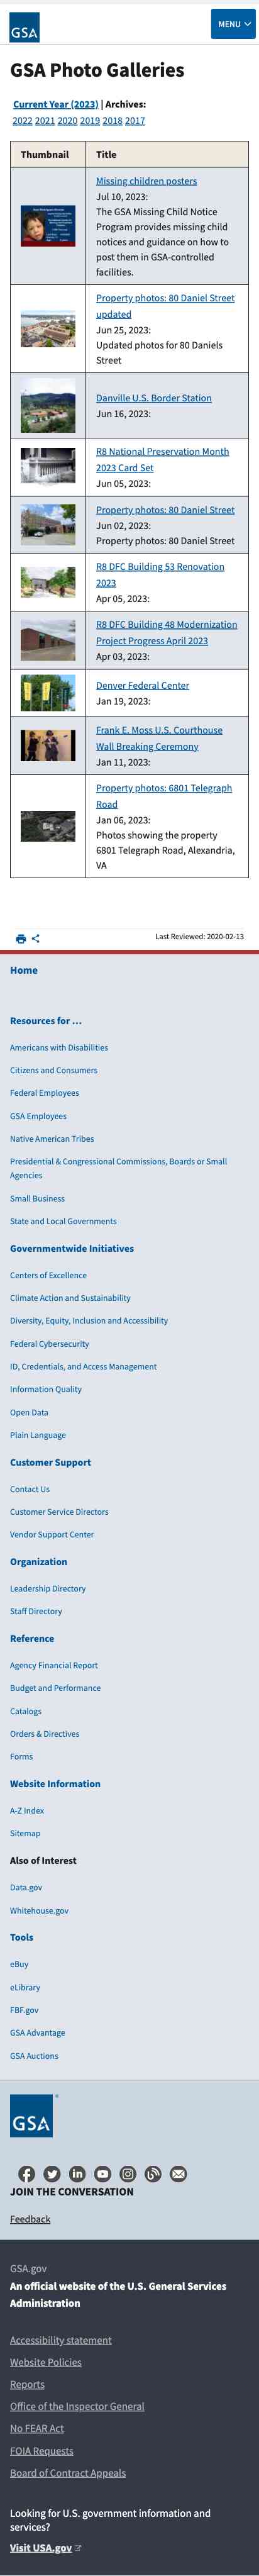 GSA
MENU
GSA Photo Galleries
Current Year (2023) | Archives:
2022 2021 2020 2019 2018 2017
Thumbnail Title
Missing children posters
Jul 10, 2023:
The GSA Missing Child Notice
Program provides missing child
notices and guidance on how to
post them in GSA-controlled
facilities.
Property photos: 80 Daniel Street
updated
Jun 25, 2023:
Updated photos for 80 Daniels
Street
Danville U.S. Border Station
Jun 16, 2023:
R8 National Preservation Month
2023 Card Set
Jun 05, 2023:
Property photos: 80 Daniel Street
Jun 02, 2023:
Property photos: 80 Daniel Street
R8 DFC Building 53 Renovation
2023
Apr 05, 2023:
R8 DFC Building 48 Modernization
Project Progress April 2023
Apr 03, 2023:
Denver Federal Center
Jan 19, 2023:
Frank E. Moss U.S. Courthouse
Wall Breaking Ceremony
Jan 11, 2023:
Property photos: 6801 Telegraph
Road
Jan 06, 2023:
Photos showing the property
6801 Telegraph Road, Alexandria,
VA
Last Reviewed: 2020-02-13
Home
Resources for …
Americans with Disabilities
Citizens and Consumers
Federal Employees
GSA Employees
Native American Tribes
Presidential & Congressional Commissions, Boards or Small
Agencies
Small Business
State and Local Governments
Governmentwide Initiatives
Centers of Excellence
Climate Action and Sustainability
Diversity, Equity, Inclusion and Accessibility
Federal Cybersecurity
ID, Credentials, and Access Management
Information Quality
Open Data
Plain Language
Customer Support
Contact Us
Customer Service Directors
Vendor Support Center
Organization
Leadership Directory
Staff Directory
Reference
Agency Financial Report
Budget and Performance
Catalogs
Orders & Directives
Forms
Website Information
A-Z Index
Sitemap
Also of Interest
Data.gov
Whitehouse.gov
Tools
eBuy
eLibrary
FBF.gov
GSA Advantage
GSA Auctions
GSA
JOIN THE CONVERSATION
Feedback
GSA.gov
An official website of the U.S. General Services
Administration
Accessibility statement
Website Policies
Reports
Office of the Inspector General
No FEAR Act
FOIA Requests
Board of Contract Appeals
Looking for U.S. government information and
services?
Visit USA.gov